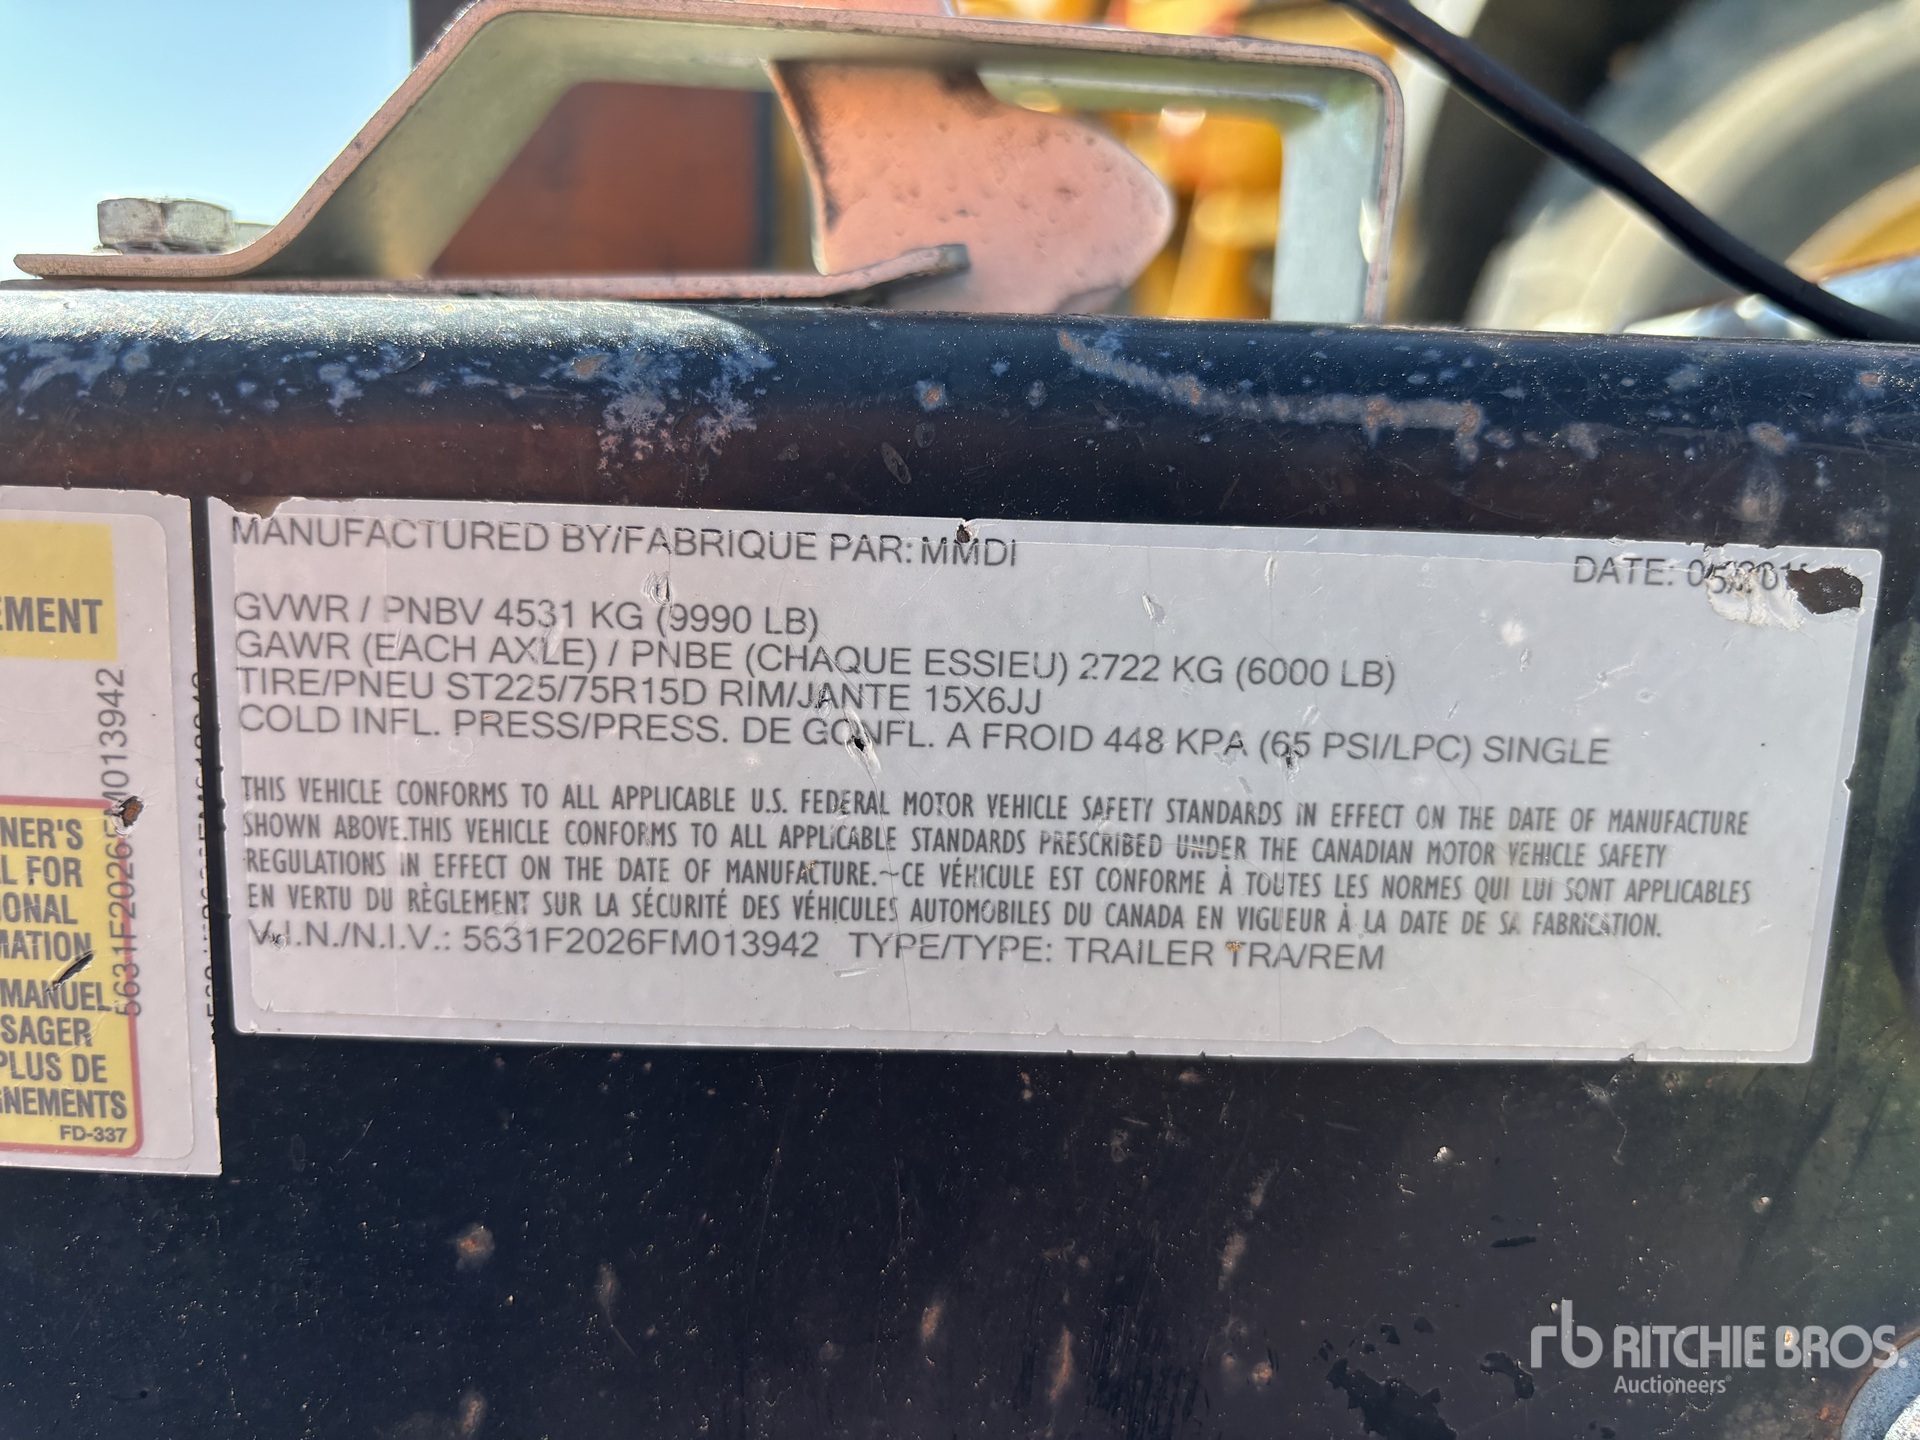 EMENT
NER'S
L FOR
IONAL
MATION
MANUEL
SAGER
PLUS DE
GNEMENTS
FD-337
5631F2026FM013942
MANUFACTURED BY/FABRIQUE PAR: MMDI
DATE:
GVWR / PNBV 4531 KG (9990 LB)
GAWR (EACH AXLE) / PNBE (CHAQUE ESSIEU) 2722 KG (6000 LB)
TIRE/PNEU ST225/75R15D RIM/JANTE 15X6JJ
COLD INFL. PRESS/PRESS. DE GONFL. A FROID 448 KPA (65 PSI/LPC) SINGLE
THIS VEHICLE CONFORMS TO ALL APPLICABLE U.S. FEDERAL MOTOR VEHICLE SAFETY STANDARDS IN EFFECT ON THE DATE OF MANUFACTURE
SHOWN ABOVE.THIS VEHICLE CONFORMS TO ALL APPLICABLE STANDARDS PRESCRIBED UNDER THE CANADIAN MOTOR VEHICLE SAFETY
REGULATIONS IN EFFECT ON THE DATE OF MANUFACTURE.~CE VÉHICULE EST CONFORME À TOUTES LES NORMES QUI LUI SONT APPLICABLES
EN VERTU DU RÈGLEMENT SUR LA SÉCURITÉ DES VÉHICULES AUTOMOBILES DU CANADA EN VIGUEUR À LA DATE DE SA FABRICATION.
V.I.N./N.I.V.: 5631F2026FM013942 TYPE/TYPE: TRAILER TRA/REM
rb RITCHIE BROS.
Auctioneers